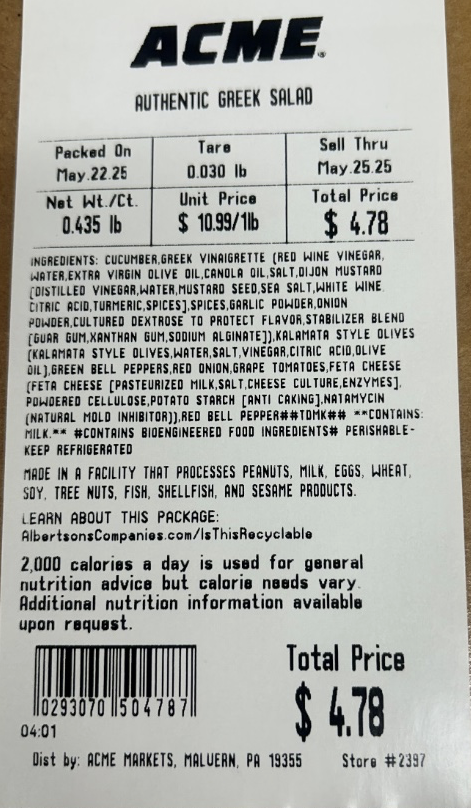 ACME®
AUTHENTIC GREEK SALAD
Packed On Tare Sell Thru
May.22.25 0.030 lb May.25.25
Net Wt./Ct. Unit Price Total Price
0.435 lb $ 10.99/1lb $ 4.78
INGREDIENTS: CUCUMBER,GREEK VINAIGRETTE (RED WINE VINEGAR,
WATER,EXTRA VIRGIN OLIVE OIL,CANOLA OIL,SALT,DIJON MUSTARD
[DISTILLED VINEGAR,WATER,MUSTARD SEED,SEA SALT,WHITE WINE
CITRIC ACID,TURMERIC,SPICES],SPICES,GARLIC POWDER,ONION
POWDER,CULTURED DEXTROSE TO PROTECT FLAVOR,STABILIZER BLEND
[GUAR GUM,XANTHAN GUM,SODIUM ALGINATE]),KALAMATA STYLE OLIVES
(KALAMATA STYLE OLIVES,WATER,SALT,VINEGAR,CITRIC ACID,OLIVE
OIL),GREEN BELL PEPPERS,RED ONION,GRAPE TOMATOES,FETA CHEESE
(FETA CHEESE [PASTEURIZED MILK,SALT,CHEESE CULTURE,ENZYMES],
POWDERED CELLULOSE,POTATO STARCH [ANTI CAKING],NATAMYCIN
(NATURAL MOLD INHIBITOR)),RED BELL PEPPER##TOMK## **CONTAINS:
MILK.** #CONTAINS BIOENGINEERED FOOD INGREDIENTS# PERISHABLE-
KEEP REFRIGERATED
MADE IN A FACILITY THAT PROCESSES PEANUTS, MILK, EGGS, WHEAT,
SOY, TREE NUTS, FISH, SHELLFISH, AND SESAME PRODUCTS.
LEARN ABOUT THIS PACKAGE:
AlbertsonsCompanies.com/IsThisRecyclable
2,000 calories a day is used for general
nutrition advice but calorie needs vary.
Additional nutrition information available
upon request.
Total Price
$ 4.78
0293070 504787
04:01
Dist by: ACME MARKETS, MALUERN, PA 19355 Store #2397